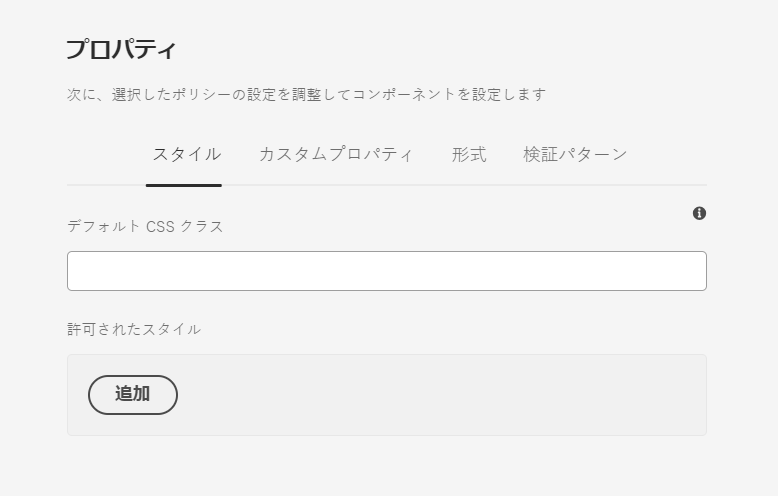 プロパティ
次に、選択したポリシーの設定を調整してコンポーネントを設定します
スタイル カスタムプロパティ 形式 検証パターン
デフォルト CSS クラス
許可されたスタイル
追加